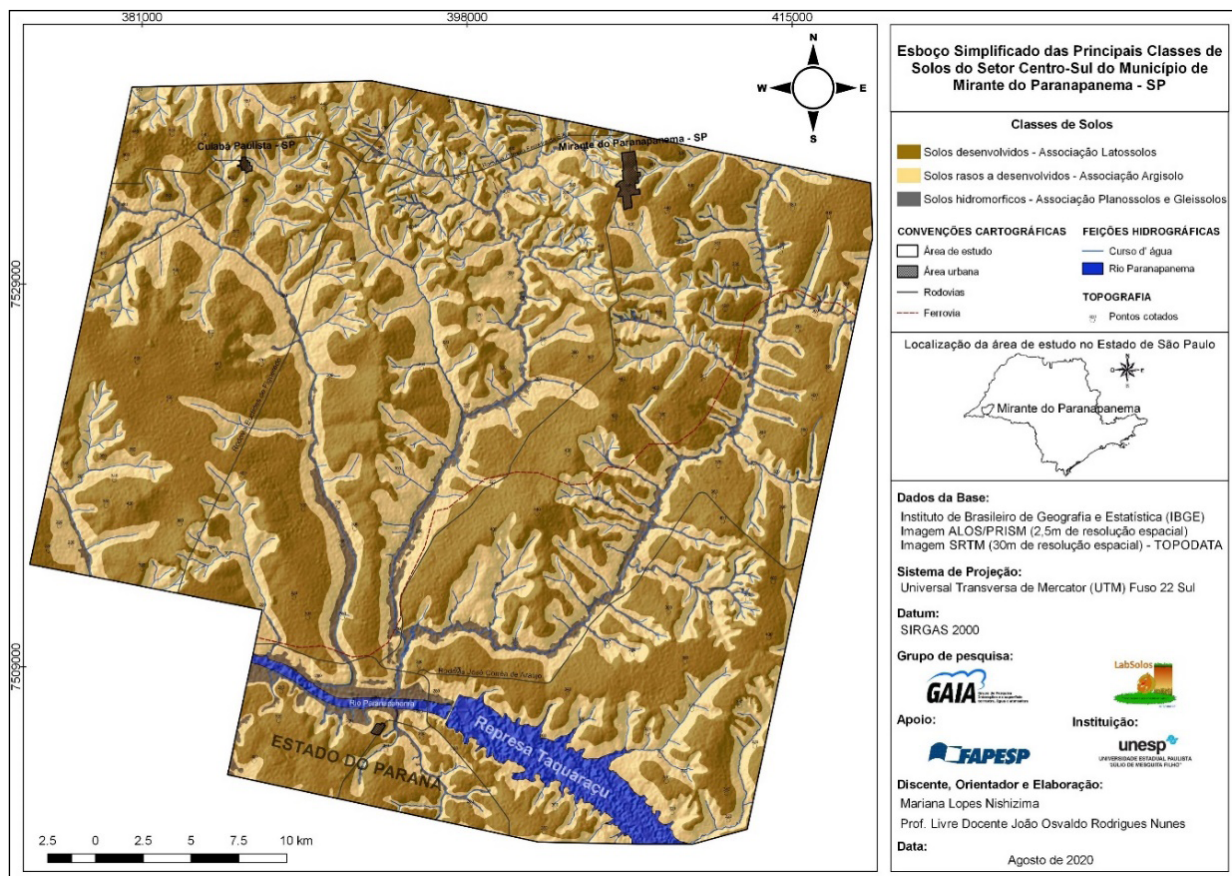 381000
398000
415000
7529000
7509000
N
W E
S
Cuiabá Paulista - SP
Mirante do Paranapanema - SP
Rio Paranapanema
Represa Taquaraçu
ESTADO DO PARANÁ
2.5 0 2.5 5 7.5 10 km
Esboço Simplificado das Principais Classes de
Solos do Setor Centro-Sul do Município de
Mirante do Paranapanema - SP
Classes de Solos
Solos desenvolvidos - Associação Latossolos
Solos rasos a desenvolvidos - Associação Argisolo
Solos hidromorficos - Associação Planossolos e Gleissolos
CONVENÇÕES CARTOGRÁFICAS
Área de estudo
Área urbana
Rodovias
Ferrovia
FEIÇÕES HIDROGRÁFICAS
Curso d' água
Rio Paranapanema
TOPOGRAFIA
Pontos cotados
Localização da área de estudo no Estado de São Paulo
Mirante do Paranapanema
Dados da Base:
Instituto de Brasileiro de Geografia e Estatística (IBGE)
Imagem ALOS/PRISM (2,5m de resolução espacial)
Imagem SRTM (30m de resolução espacial) - TOPODATA
Sistema de Projeção:
Universal Transversa de Mercator (UTM) Fuso 22 Sul
Datum:
SIRGAS 2000
Grupo de pesquisa:
GAIA
LabSolos
Apoio:
Instituição:
FAPESP
unesp
UNIVERSIDADE ESTADUAL PAULISTA
"JÚLIO DE MESQUITA FILHO"
Discente, Orientador e Elaboração:
Mariana Lopes Nishizima
Prof. Livre Docente João Osvaldo Rodrigues Nunes
Data:
Agosto de 2020